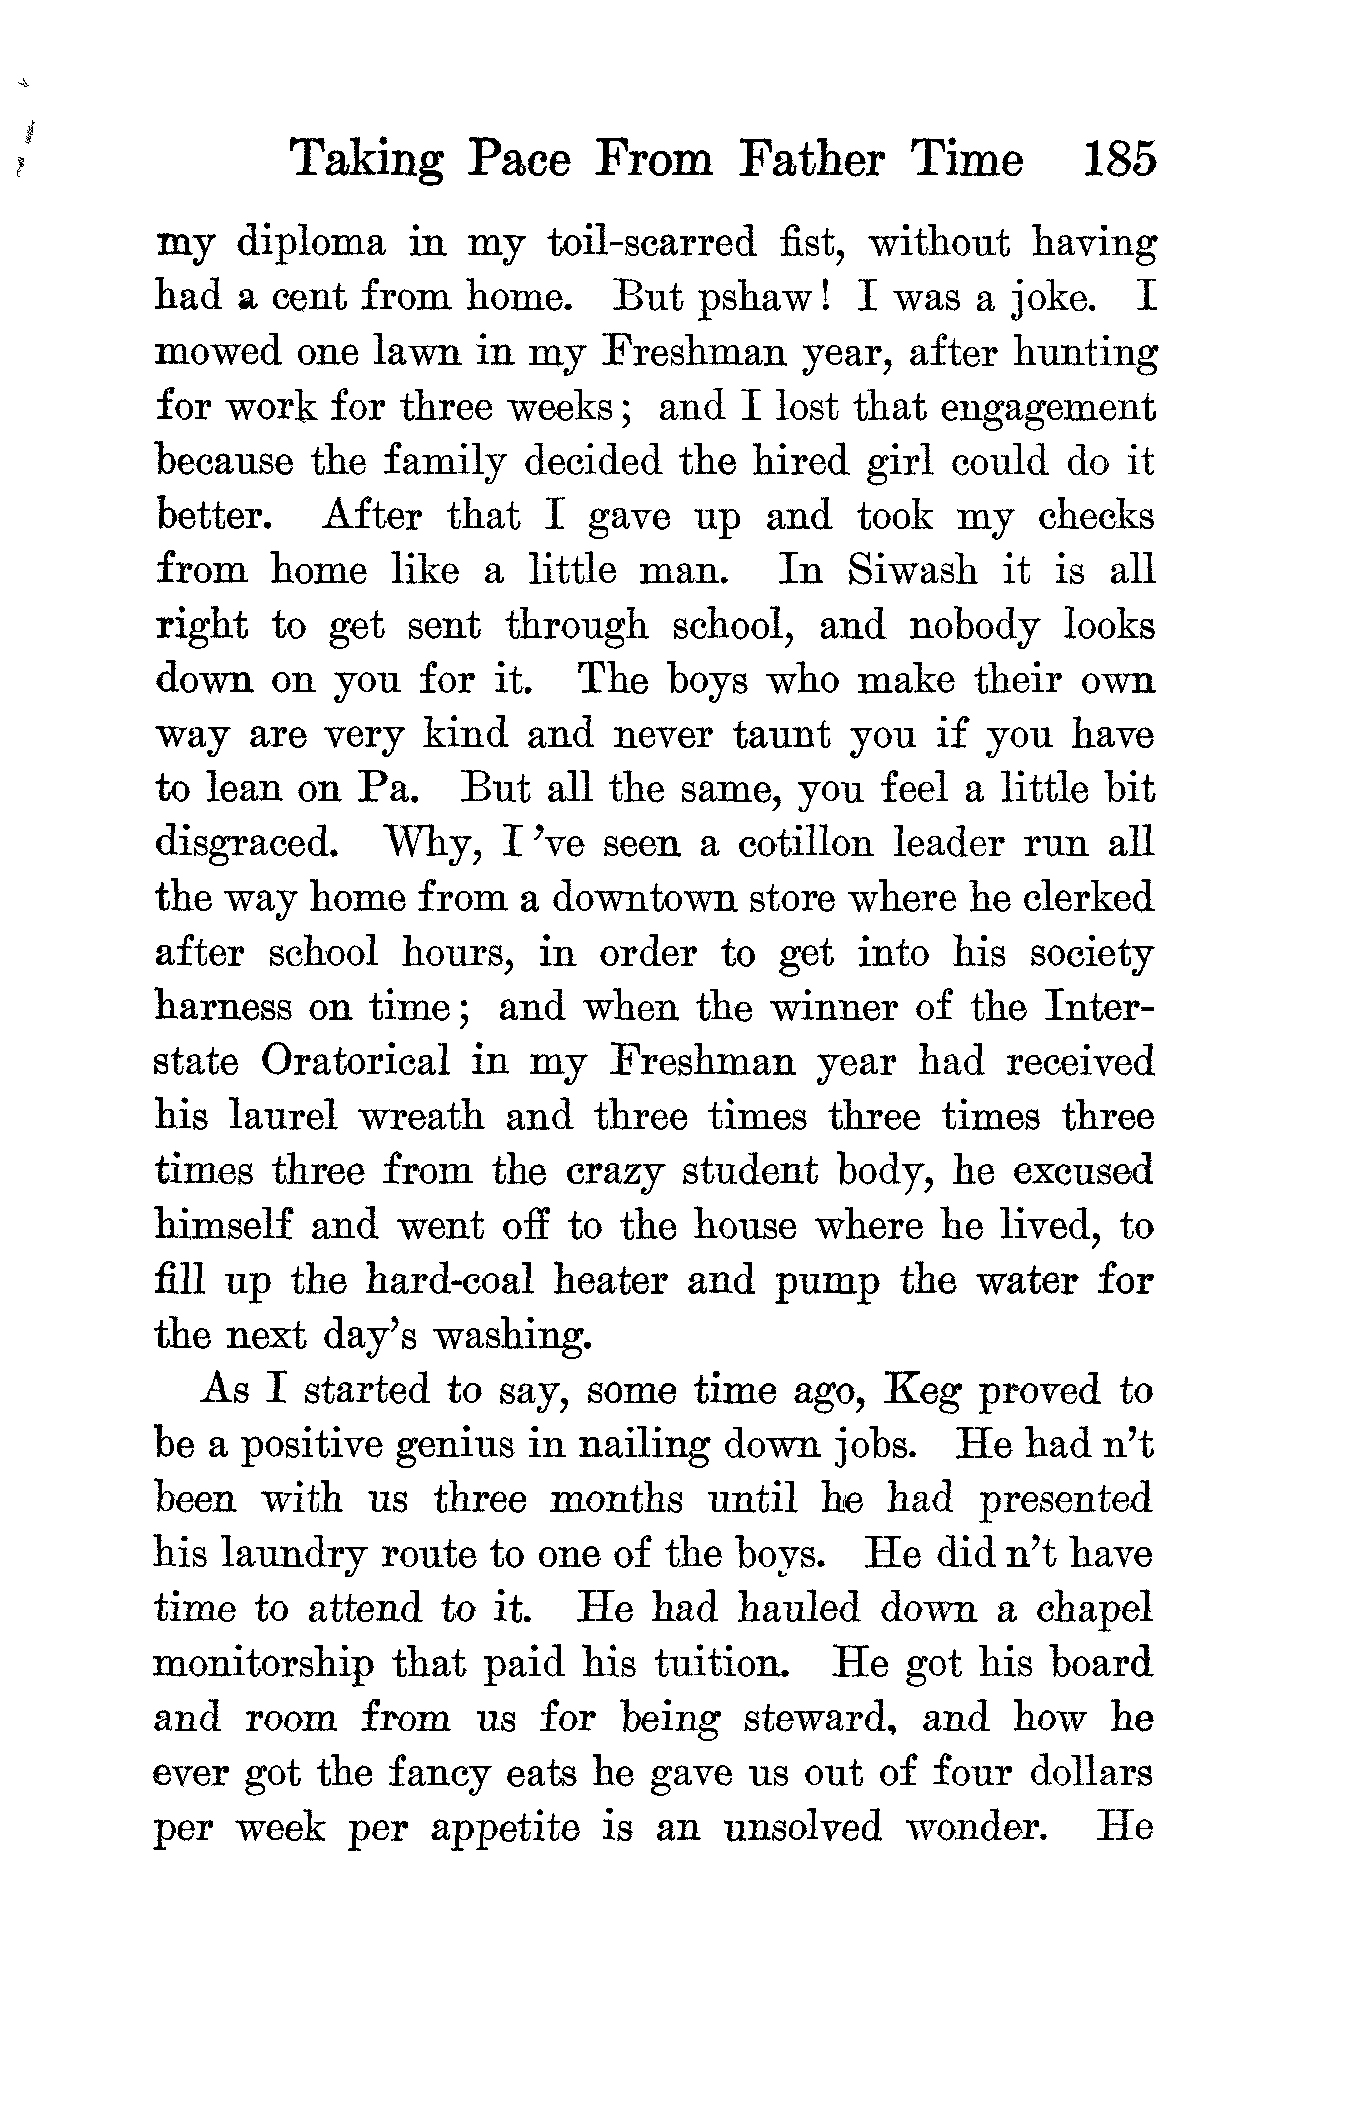 Taking Pace From Father Time 185
my diploma in my toil-scarred fist, without having
had a cent from home. But pshaw! I was a joke. I
mowed one lawn in my Freshman year, after hunting
for work for three weeks; and I lost that engagement
because the family decided the hired girl could do it
better. After that I gave up and took my checks
from home like a little man. In Siwash it is all
right to get sent through school, and nobody looks
down on you for it. The boys who make their own
way are very kind and never taunt you if you have
to lean on Pa. But all the same, you feel a little bit
disgraced. Why, I 've seen a cotillon leader run all
the way home from a downtown store where he clerked
after school hours, in order to get into his society
harness on time; and when the winner of the Inter-
state Oratorical in my Freshman year had received
his laurel wreath and three times three times three
times three from the crazy student body, he excused
himself and went off to the house where he lived, to
fill up the hard-coal heater and pump the water for
the next day's washing.
As I started to say, some time ago, Keg proved to
be a positive genius in nailing down jobs. He had n't
been with us three months until he had presented
his laundry route to one of the boys. He did n't have
time to attend to it. He had hauled down a chapel
monitorship that paid his tuition. He got his board
and room from us for being steward, and how he
ever got the fancy eats he gave us out of four dollars
per week per appetite is an unsolved wonder. He